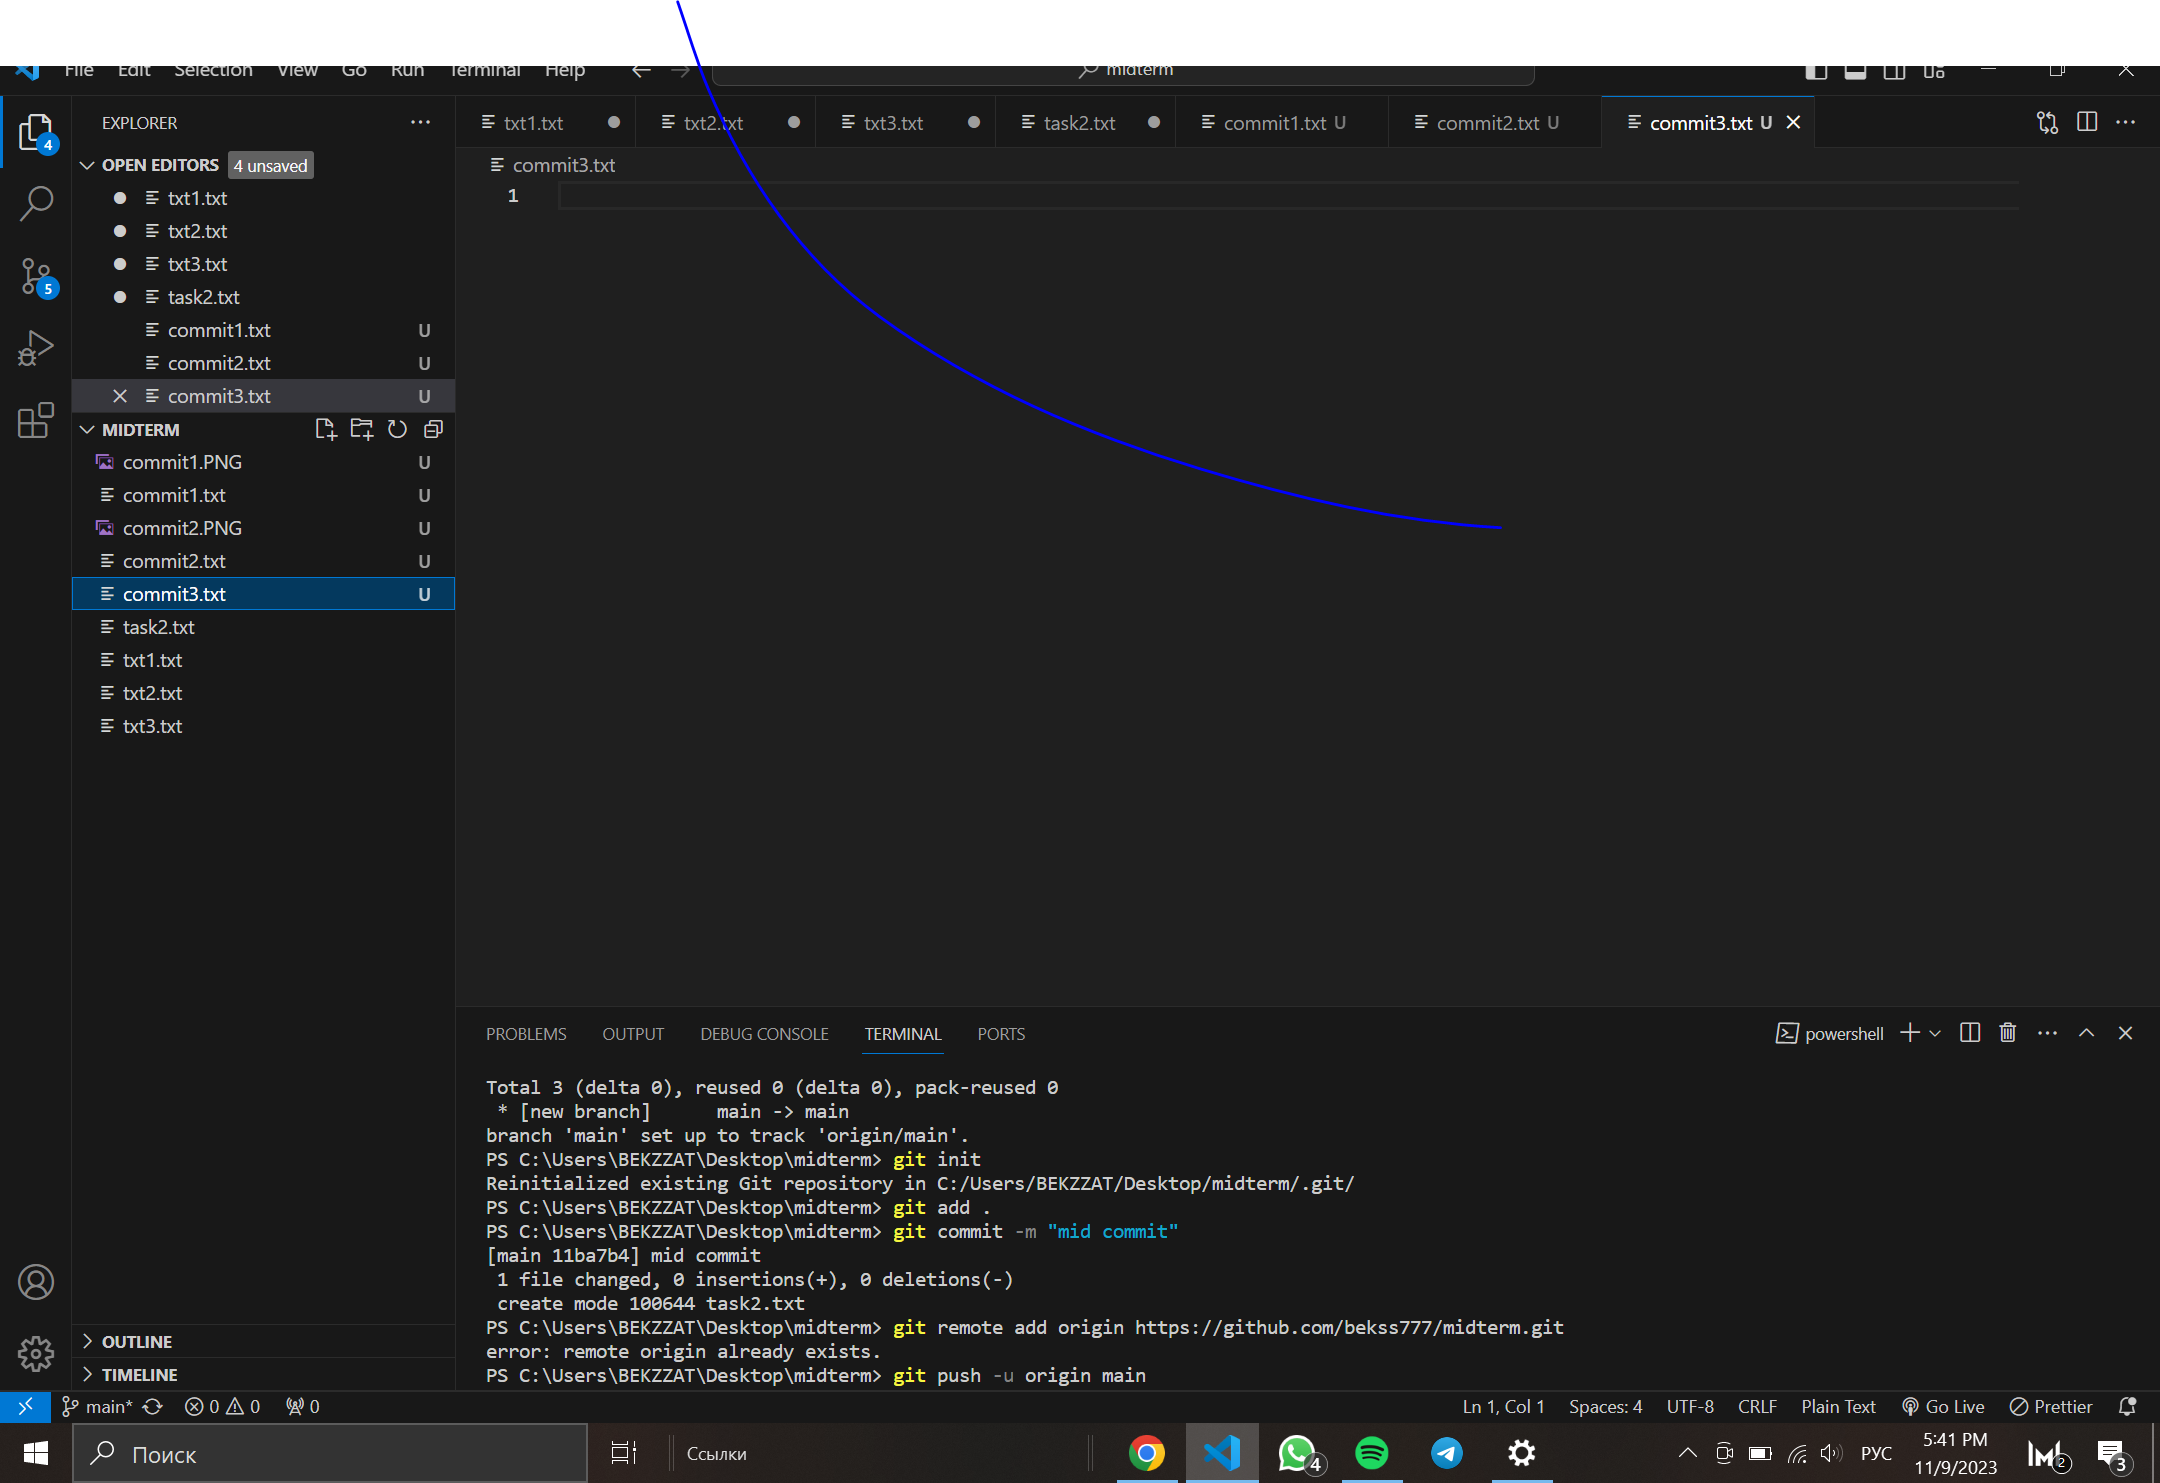 File Edit Selection View Go Run Terminal Help midterm
EXPLORER
txt1.txt txt2.txt txt3.txt task2.txt commit1.txt U commit2.txt U commit3.txt U
4
OPEN EDITORS 4 unsaved
commit3.txt
1
txt1.txt
txt2.txt
txt3.txt
5
task2.txt
commit1.txt U
commit2.txt U
commit3.txt U
MIDTERM
commit1.PNG U
commit1.txt U
commit2.PNG U
commit2.txt U
commit3.txt U
task2.txt
txt1.txt
txt2.txt
txt3.txt
PROBLEMS OUTPUT DEBUG CONSOLE TERMINAL PORTS powershell
Total 3 (delta 0), reused 0 (delta 0), pack-reused 0
* [new branch] main -> main
branch 'main' set up to track 'origin/main'.
PS C:\Users\BEKZZAT\Desktop\midterm> git init
Reinitialized existing Git repository in C:/Users/BEKZZAT/Desktop/midterm/.git/
PS C:\Users\BEKZZAT\Desktop\midterm> git add .
PS C:\Users\BEKZZAT\Desktop\midterm> git commit -m "mid commit"
[main 11ba7b4] mid commit
1 file changed, 0 insertions(+), 0 deletions(-)
create mode 100644 task2.txt
PS C:\Users\BEKZZAT\Desktop\midterm> git remote add origin https://github.com/bekss777/midterm.git
error: remote origin already exists.
PS C:\Users\BEKZZAT\Desktop\midterm> git push -u origin main
OUTLINE
TIMELINE
main* 0 0 0 Ln 1, Col 1 Spaces: 4 UTF-8 CRLF Plain Text Go Live Prettier
Поиск Ссылки 4 РУС 5:41 PM 2 3
11/9/2023